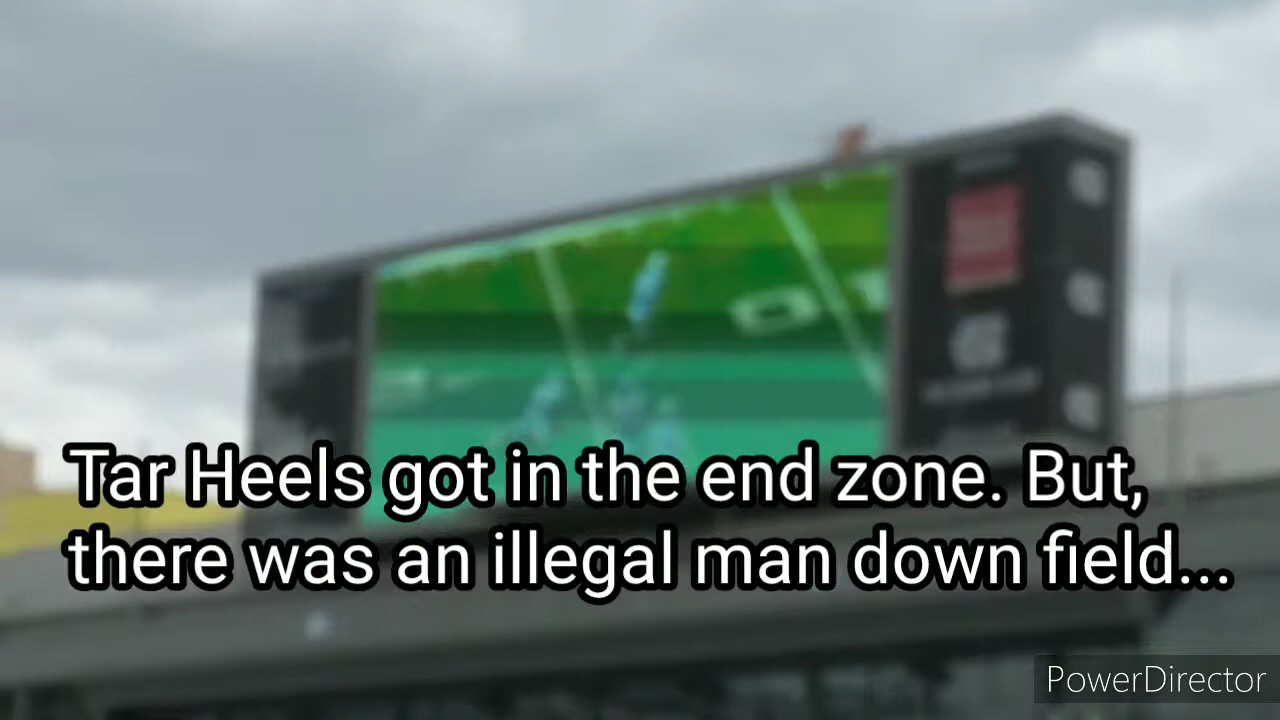 Tar Heels got in the end zone. But,
there was an illegal man down field...
PowerDirector